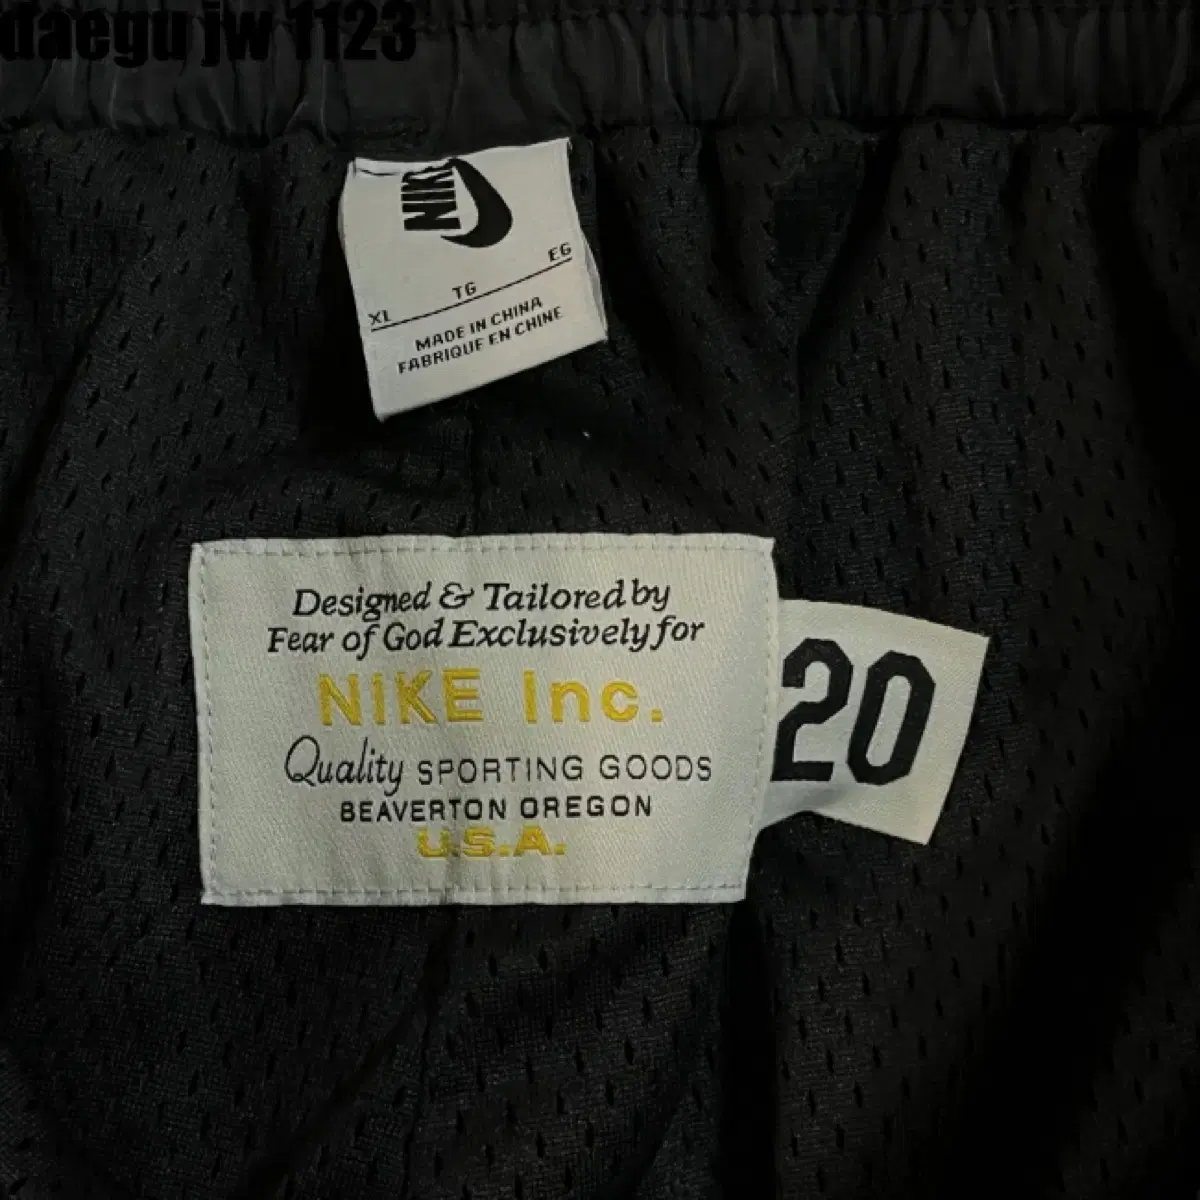 daegu jw 1123
NIKE
XL TG EG
MADE IN CHINA
FABRIQUE EN CHINE
Designed & Tailored by
Fear of God Exclusively for
NIKE Inc.
Quality SPORTING GOODS
BEAVERTON OREGON
U.S.A.
20